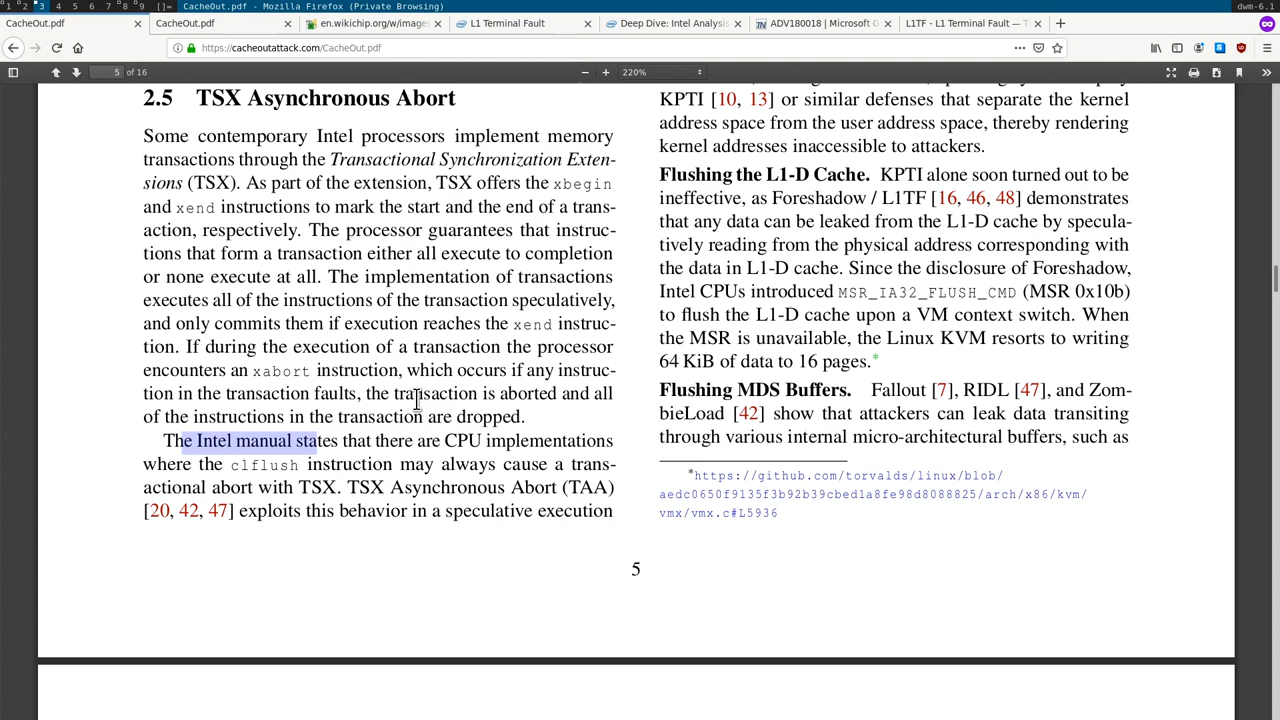 1 2 3 4 5 6 7 8 9 CacheOut.pdf - Mozilla Firefox (Private Browsing) dwm-6.1
CacheOut.pdf × CacheOut.pdf × en.wikichip.org/w/images × L1 Terminal Fault × Deep Dive: Intel Analysis × ADV180018 | Microsoft G × L1TF - L1 Terminal Fault — T × +
https://cacheoutattack.com/CacheOut.pdf
5 of 16 − + 220%
2.5 TSX Asynchronous Abort
Some contemporary Intel processors implement memory
transactions through the Transactional Synchronization Exten-
sions (TSX). As part of the extension, TSX offers the xbegin
and xend instructions to mark the start and the end of a trans-
action, respectively. The processor guarantees that instruc-
tions that form a transaction either all execute to completion
or none execute at all. The implementation of transactions
executes all of the instructions of the transaction speculatively,
and only commits them if execution reaches the xend instruc-
tion. If during the execution of a transaction the processor
encounters an xabort instruction, which occurs if any instruc-
tion in the transaction faults, the transaction is aborted and all
of the instructions in the transaction are dropped.
The Intel manual states that there are CPU implementations
where the clflush instruction may always cause a trans-
actional abort with TSX. TSX Asynchronous Abort (TAA)
[20, 42, 47] exploits this behavior in a speculative execution
KPTI [10, 13] or similar defenses that separate the kernel
address space from the user address space, thereby rendering
kernel addresses inaccessible to attackers.
Flushing the L1-D Cache. KPTI alone soon turned out to be
ineffective, as Foreshadow / L1TF [16, 46, 48] demonstrates
that any data can be leaked from the L1-D cache by specula-
tively reading from the physical address corresponding with
the data in L1-D cache. Since the disclosure of Foreshadow,
Intel CPUs introduced MSR_IA32_FLUSH_CMD (MSR 0x10b)
to flush the L1-D cache upon a VM context switch. When
the MSR is unavailable, the Linux KVM resorts to writing
64 KiB of data to 16 pages.*
Flushing MDS Buffers. Fallout [7], RIDL [47], and Zom-
bieLoad [42] show that attackers can leak data transiting
through various internal micro-architectural buffers, such as
*https://github.com/torvalds/linux/blob/
aedc0650f9135f3b92b39cbed1a8fe98d8088825/arch/x86/kvm/
vmx/vmx.c#L5936
5